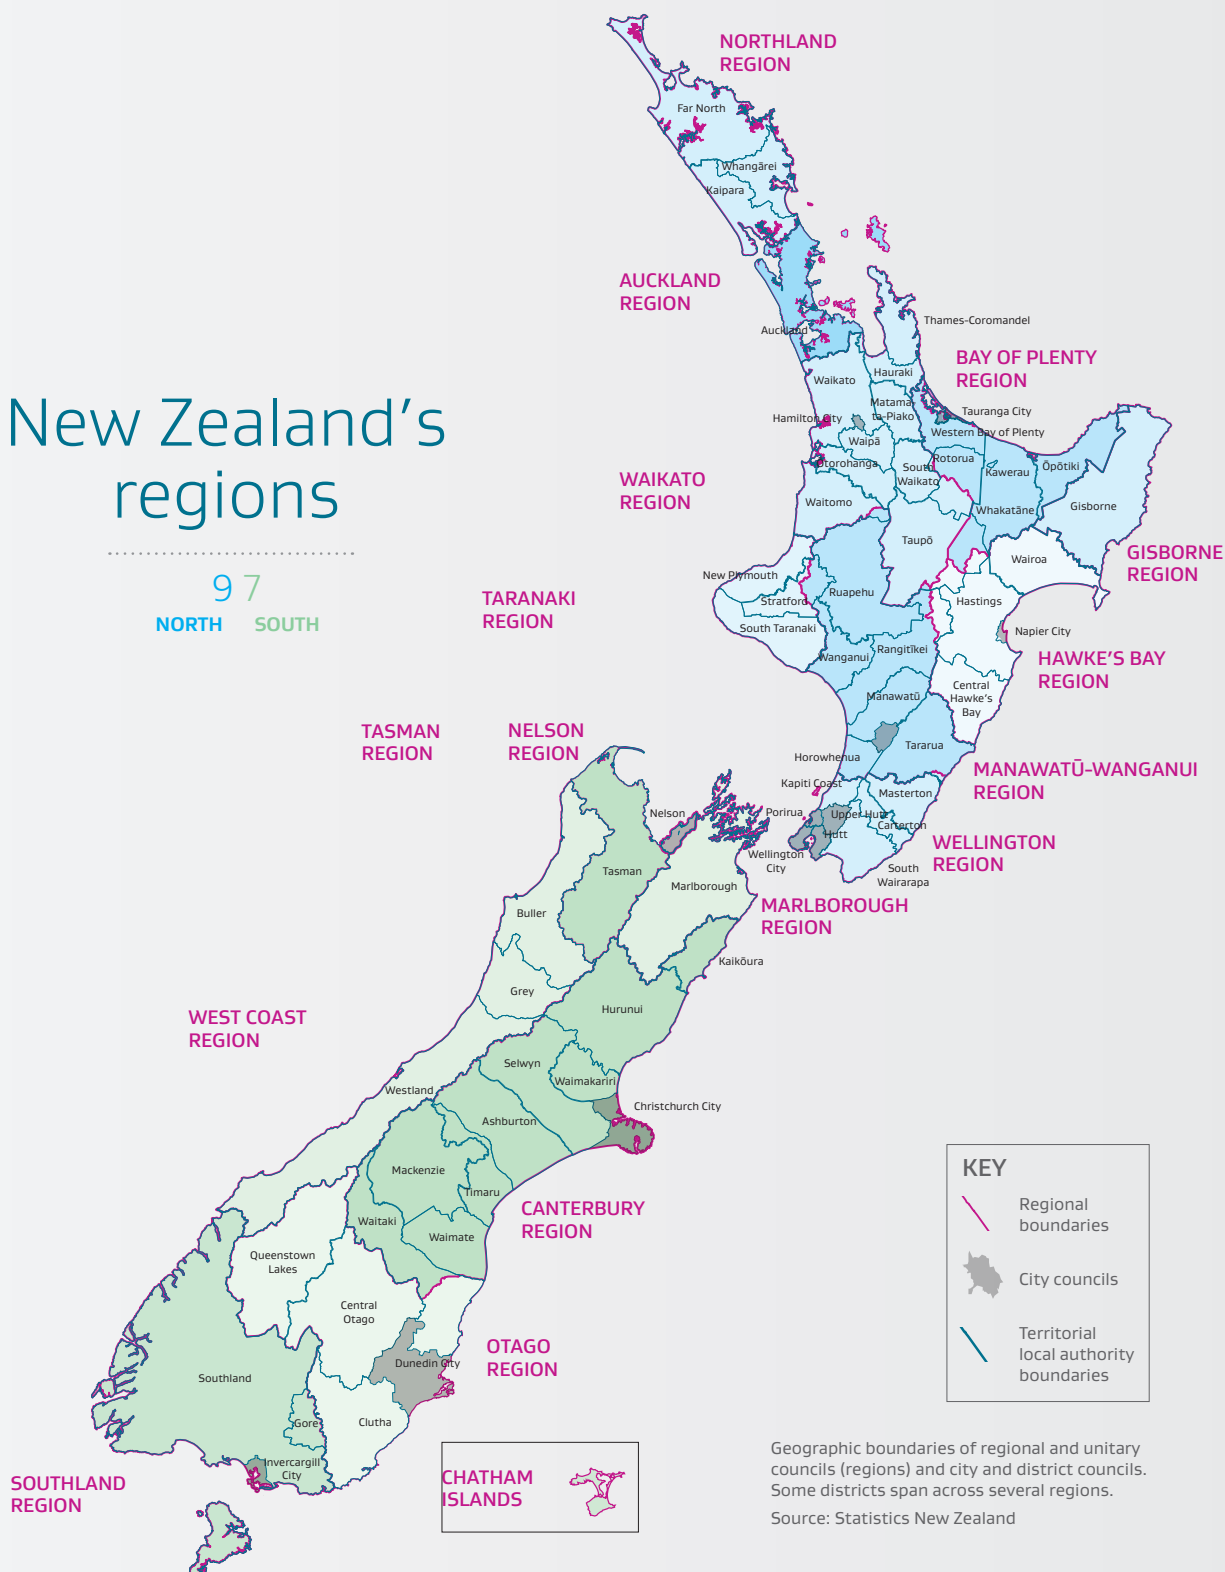 New Zealand’s
regions
9 7
NORTH SOUTH
NORTHLAND
REGION
Far North
Whangārei
Kaipara
AUCKLAND
REGION
Auckland
Thames-Coromandel
BAY OF PLENTY
REGION
Hauraki
Waikato
Matama-
ta-Piako
Tauranga City
Hamilton City
Western Bay of Plenty
Waipā
WAIKATO
REGION
Otorohanga
South
Waikato
Rotorua
Kawerau
Ōpōtiki
Waitomo
Whakatāne
Gisborne
Taupō
Wairoa
GISBORNE
REGION
New Plymouth
TARANAKI
REGION
Stratford
Ruapehu
Hastings
South Taranaki
Napier City
Wanganui
Rangitīkei
HAWKE’S BAY
REGION
Manawatū
Central
Hawke’s
Bay
TASMAN
REGION
NELSON
REGION
Horowhenua
Tararua
MANAWATŪ-WANGANUI
REGION
Kapiti Coast
Masterton
Nelson
Porirua
Upper Hutt
Carterton
Hutt
Wellington
City
WELLINGTON
REGION
South
Wairarapa
Tasman
Marlborough
MARLBOROUGH
REGION
Buller
Kaikōura
Grey
Hurunui
WEST COAST
REGION
Selwyn
Waimakariri
Westland
Christchurch City
Ashburton
Mackenzie
Timaru
CANTERBURY
REGION
Waitaki
Waimate
Queenstown
Lakes
Central
Otago
OTAGO
REGION
Dunedin City
Southland
Gore
Clutha
Invercargill
City
SOUTHLAND
REGION
CHATHAM
ISLANDS
KEY
Regional
boundaries
City councils
Territorial
local authority
boundaries
Geographic boundaries of regional and unitary
councils (regions) and city and district councils.
Some districts span across several regions.
Source: Statistics New Zealand